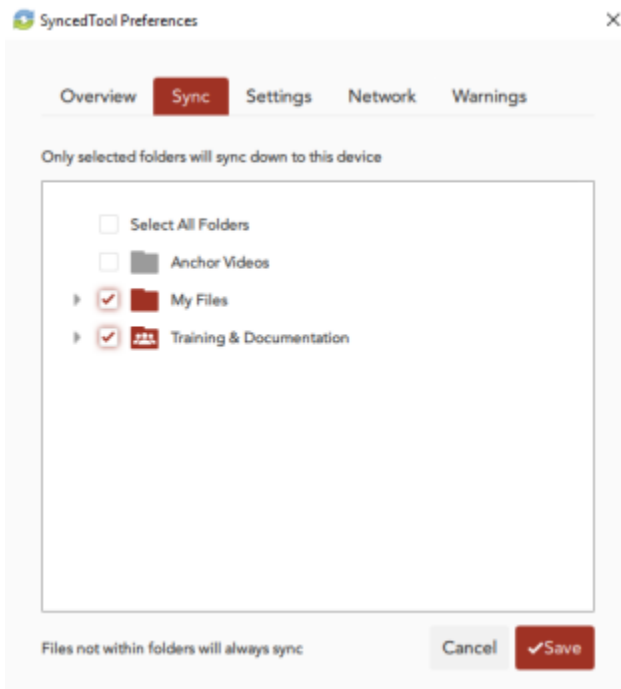 SyncedTool Preferences
Overview Sync Settings Network Warnings
Only selected folders will sync down to this device
Select All Folders
Anchor Videos
My Files
Training & Documentation
Files not within folders will always sync
Cancel Save